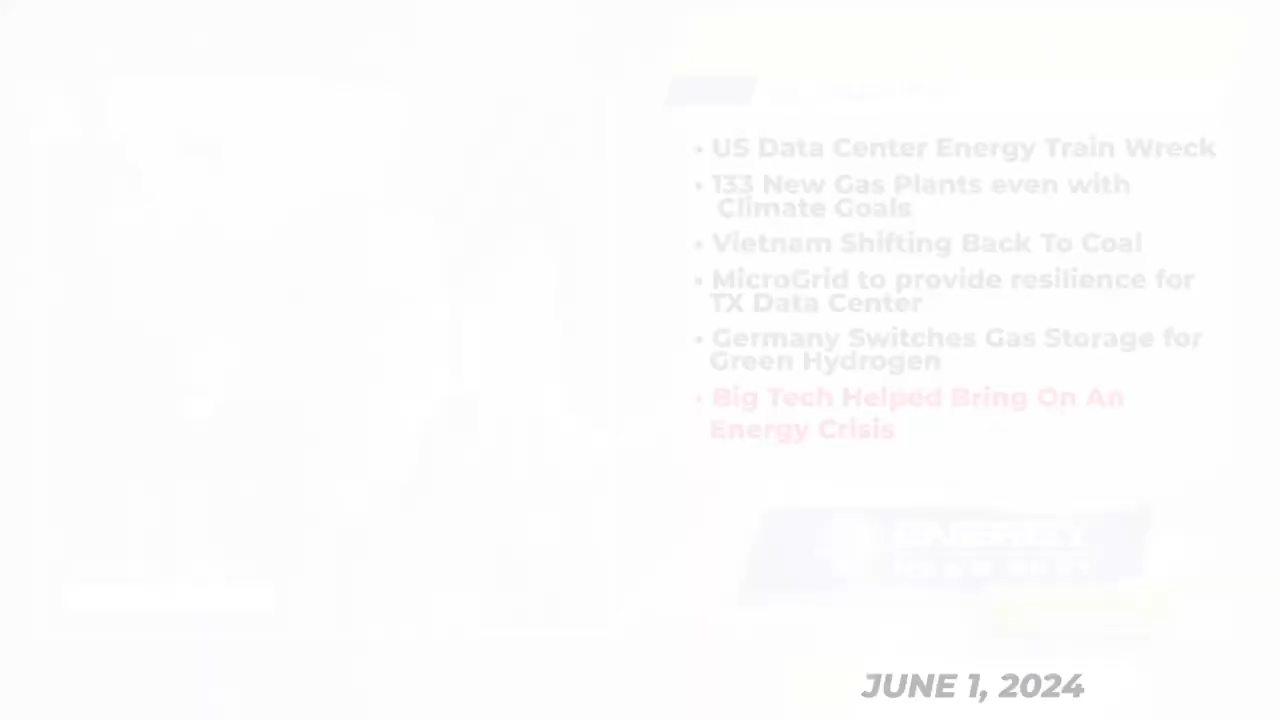 • US Data Center Energy Train Wreck
• 133 New Gas Plants even with
Climate Goals
• Vietnam Shifting Back To Coal
• MicroGrid to provide resilience for
TX Data Center
• Germany Switches Gas Storage for
Green Hydrogen
• Big Tech Helped Bring On An
Energy Crisis
ENERGY
JUNE 1, 2024